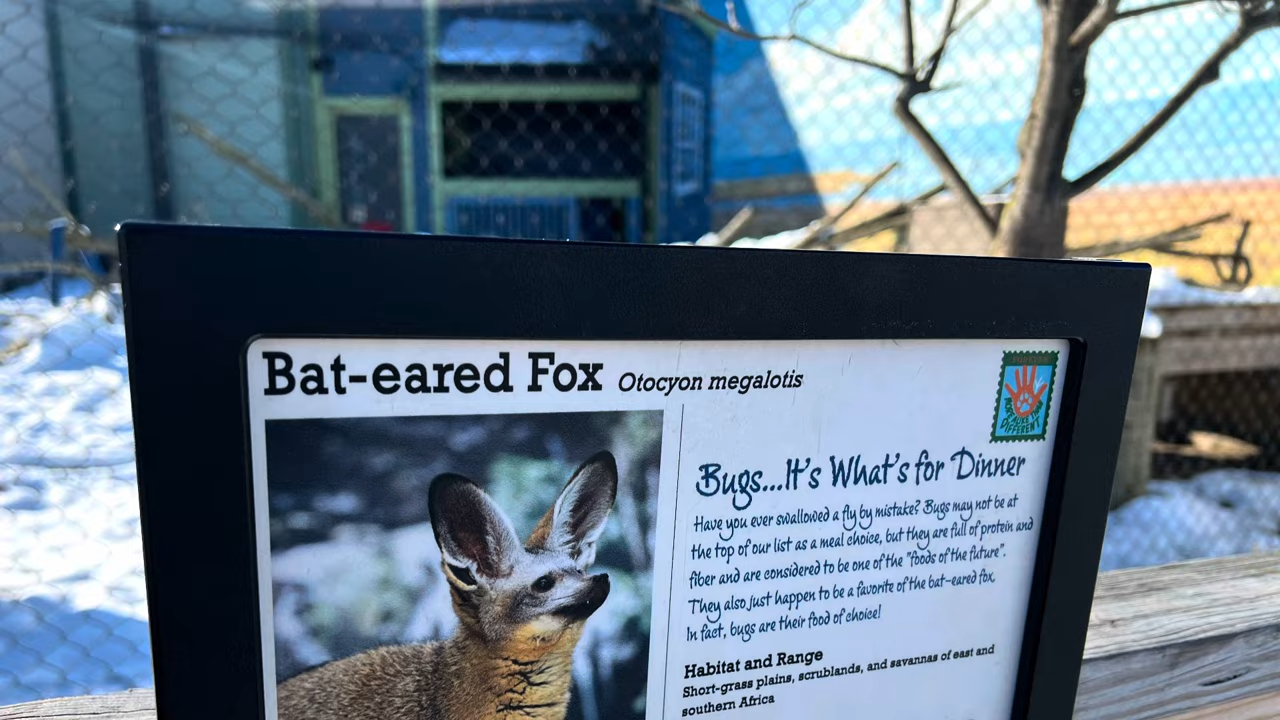 Bat-eared Fox Otocyon megalotis
DIFFERENT
Bugs...It's What's for Dinner
Have you ever swallowed a fly by mistake? Bugs may not be at
the top of our list as a meal choice, but they are full of protein and
fiber and are considered to be one of the "foods of the future".
They also just happen to be a favorite of the bat-eared fox.
In fact, bugs are their food of choice!
Habitat and Range
Short-grass plains, scrublands, and savannas of east and
southern Africa